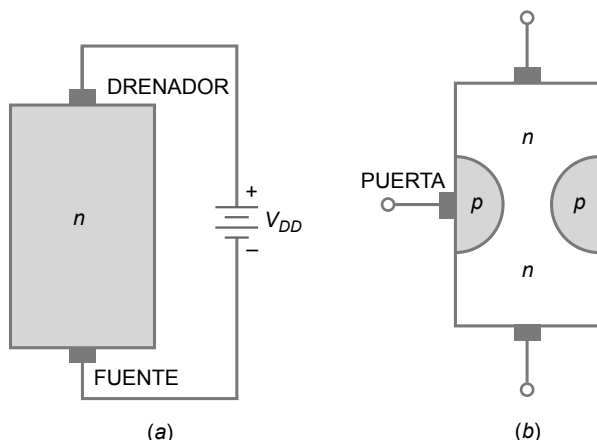 DRENADOR
n
+
V_DD
–
FUENTE
(a)
n
PUERTA
p
p
n
(b)